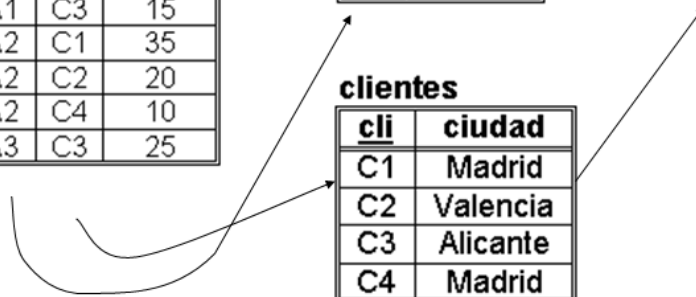 C3 15
C1 35
C2 20
C4 10
C3 25
clientes
cli ciudad
C1 Madrid
C2 Valencia
C3 Alicante
C4 Madrid